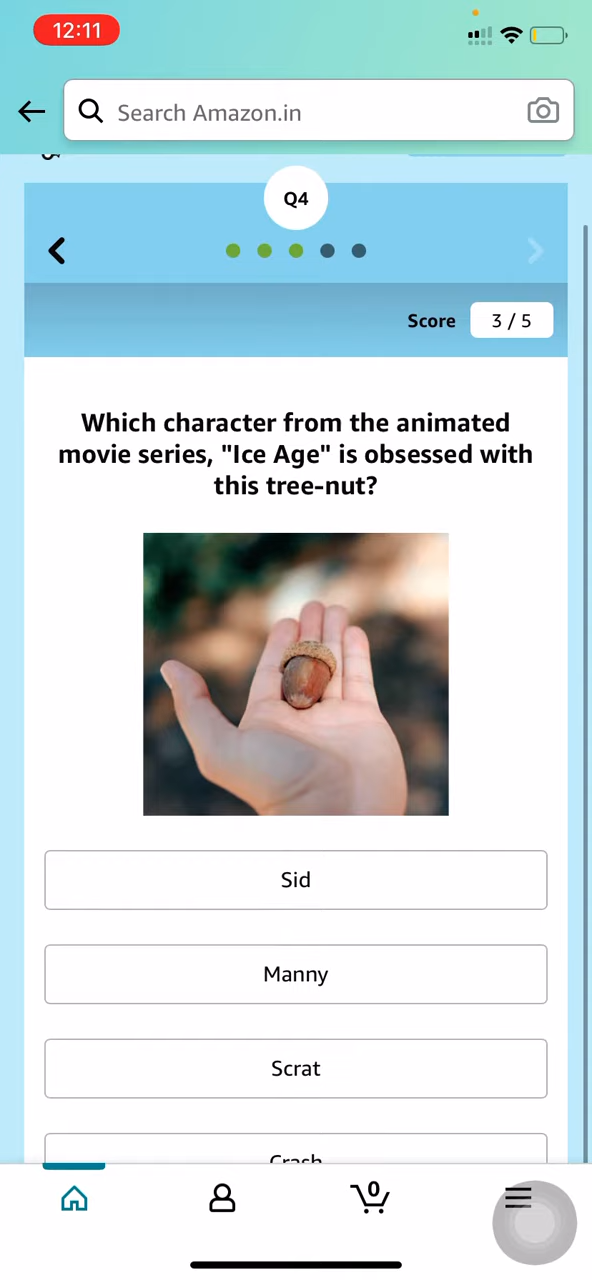 12:11
Search Amazon.in
Q4
Score 3 / 5
Which character from the animated
movie series, "Ice Age" is obsessed with
this tree-nut?
Sid
Manny
Scrat
Crash
0